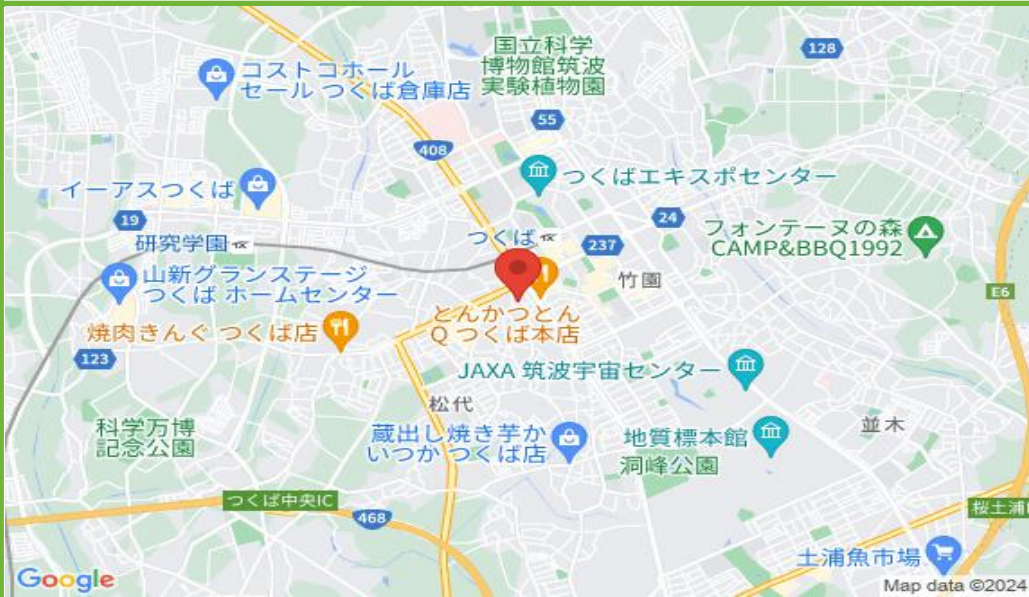 国立科学
博物館筑波
実験植物園
128
コストコホール
セール つくば倉庫店
55
408
つくばエキスポセンター
イーアスつくば
19
24
フォンテーヌの森
CAMP&BBQ1992
研究学園
つくば
237
竹園
山新グランステージ
つくば ホームセンター
E6
とんかつとん
Q つくば本店
焼肉きんぐ つくば店
123
JAXA 筑波宇宙センター
松代
科学万博
記念公園
蔵出し焼き芋か
いつか つくば店
地質標本館
洞峰公園
並木
つくば中央IC
468
桜土浦I
土浦魚市場
Google
Map data ©2024